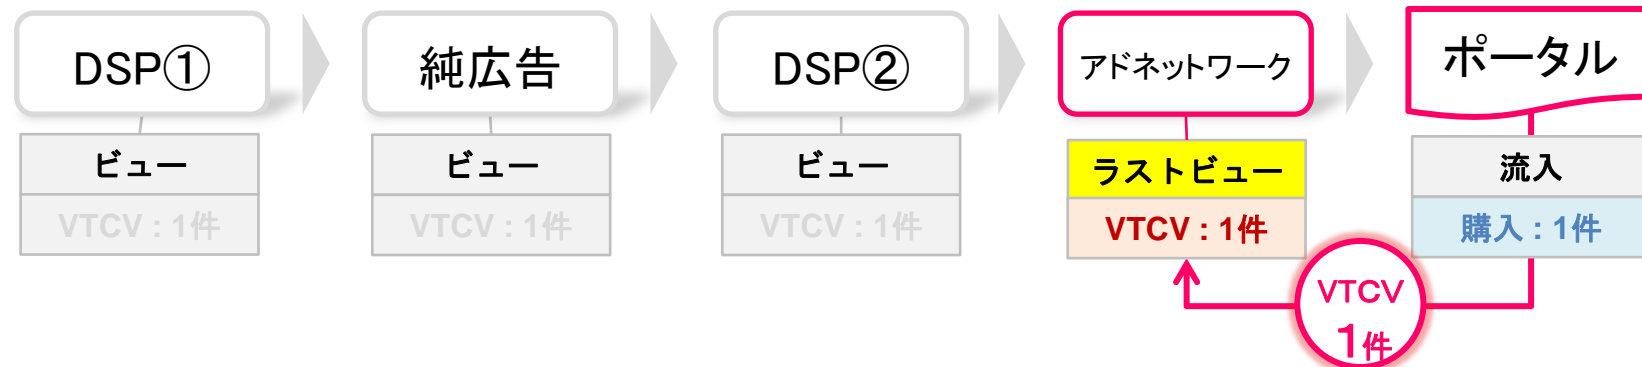 DSP①
純広告
DSP②
アドネットワーク
ポータル
ビュー
ビュー
ビュー
ラストビュー
流入
VTCV : 1件
VTCV : 1件
VTCV : 1件
VTCV : 1件
購入 : 1件
VTCV
1件